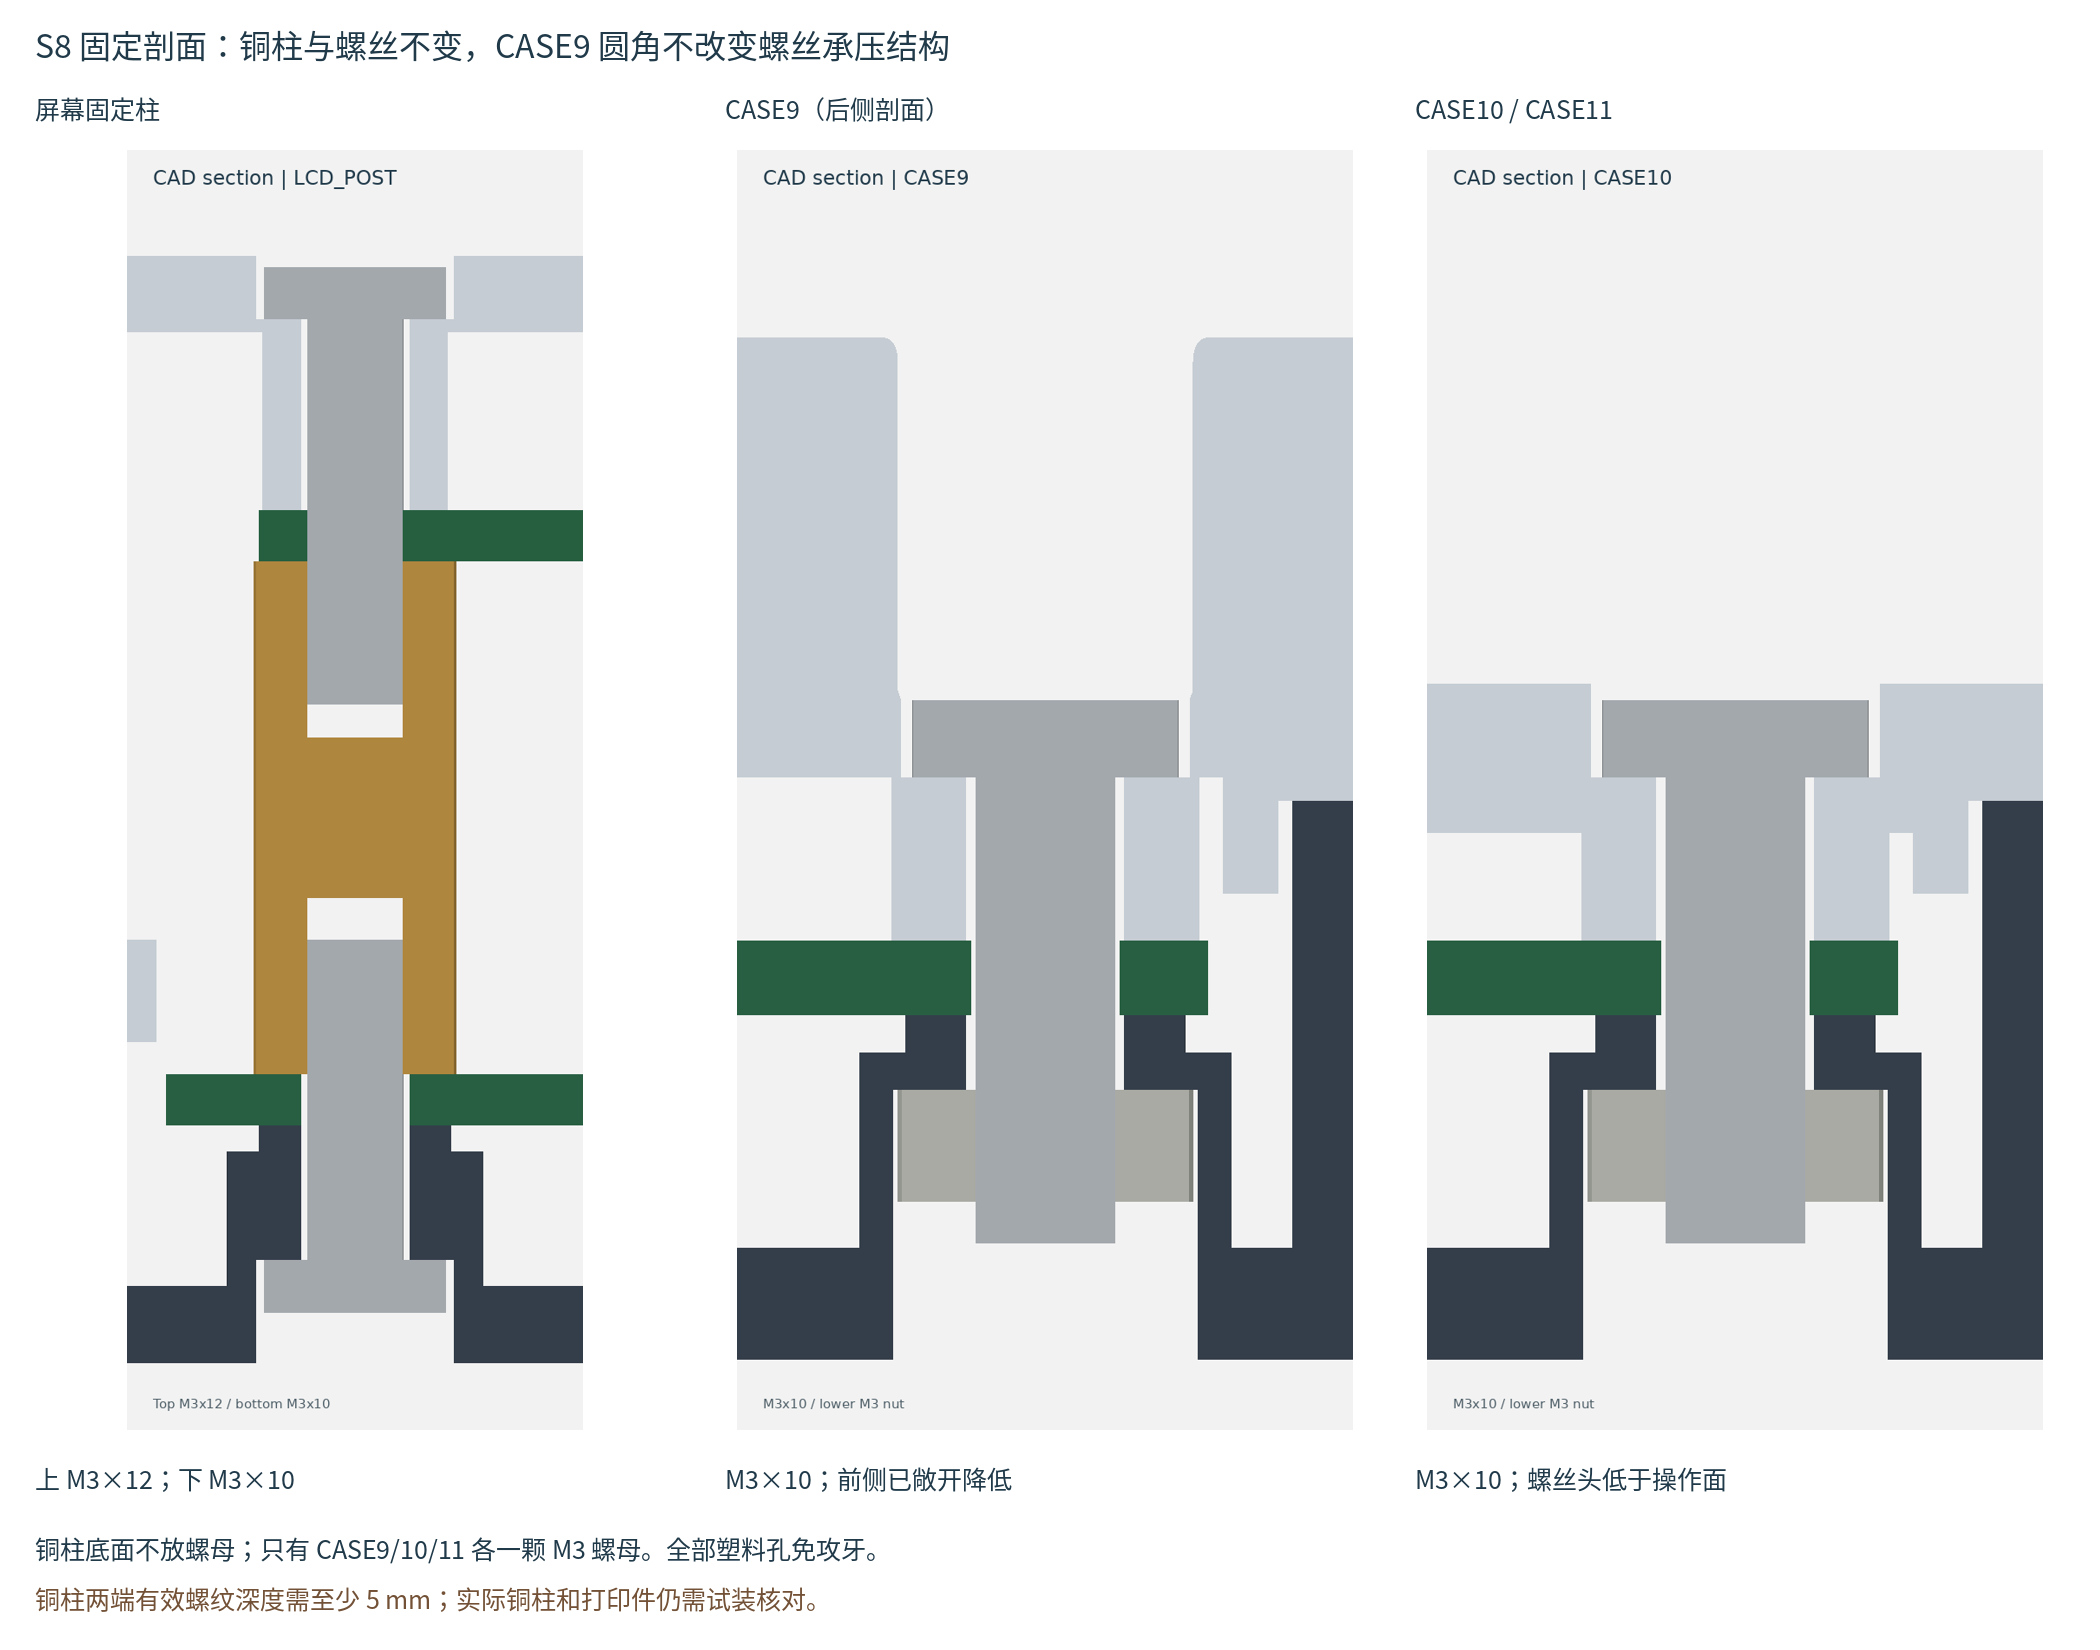 S8 固定剖面：铜柱与螺丝不变，CASE9 圆角不改变螺丝承压结构
屏幕固定柱
CASE9（后侧剖面）
CASE10 / CASE11
CAD section | LCD_POST
CAD section | CASE9
CAD section | CASE10
Top M3x12 / bottom M3x10
M3x10 / lower M3 nut
M3x10 / lower M3 nut
上 M3×12；下 M3×10
M3×10；前侧已敞开降低
M3×10；螺丝头低于操作面
铜柱底面不放螺母；只有 CASE9/10/11 各一颗 M3 螺母。全部塑料孔免攻牙。
铜柱两端有效螺纹深度需至少 5 mm；实际铜柱和打印件仍需试装核对。